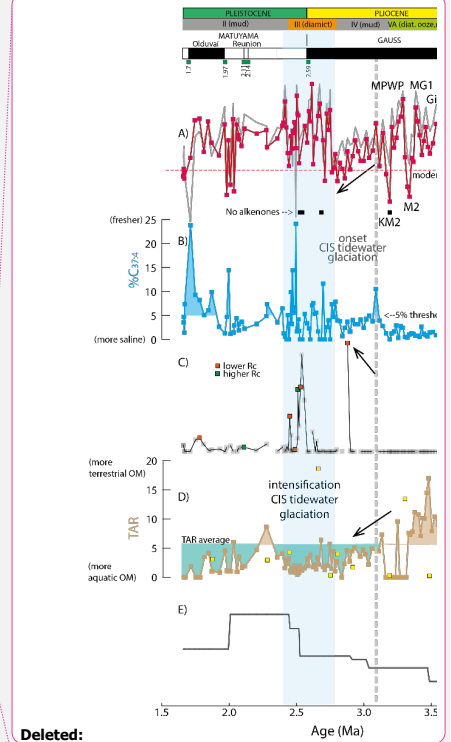 PLEISTOCENE PLIOCENE
II (mud) III (diamict) IV (mud) VA (diat. ooze,
MATUYAMA GAUSS
Olduvai Reunion
1.7 1.97 2.14 2.59
MPWP MG1
Gi
A)
moder
M2
KM2
No alkenones -->
(fresher) 25
B) onset
CIS tidewater
glaciation
20
15
%C37:4
10
5 <--5% thresho
(more saline) 0
C)
lower Rc
higher Rc
(more
terrestrial OM)
20
15
intensification
CIS tidewater
glaciation
D)
10
TAR
TAR average
5
(more
aquatic OM)
0
E)
1.5 2.0 2.5 3.0 3.5
Age (Ma)
Deleted: